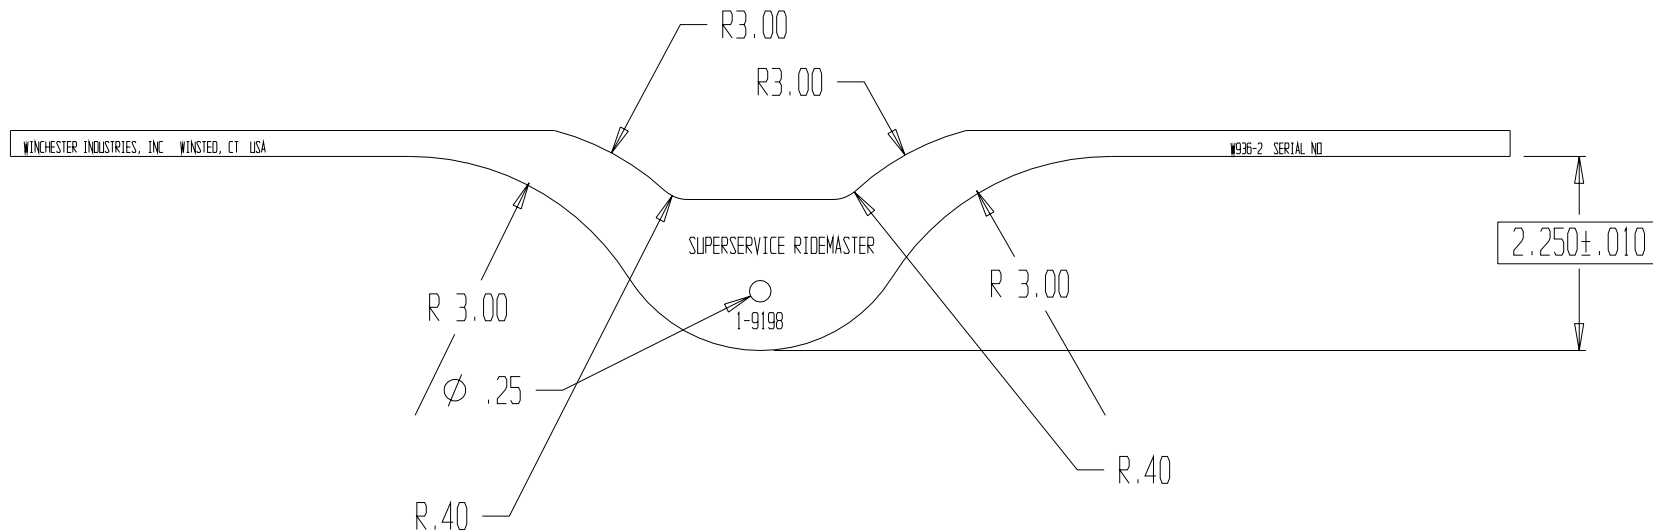 R3.00
R3.00
WINCHESTER INDUSTRIES, INC WINSTED, CT USA
W936-2 SERIAL NO
SUPERSERVICE RIDEMASTER
2.250±.010
R 3.00
R 3.00
1-9198
Ø .25
R.40
R.40